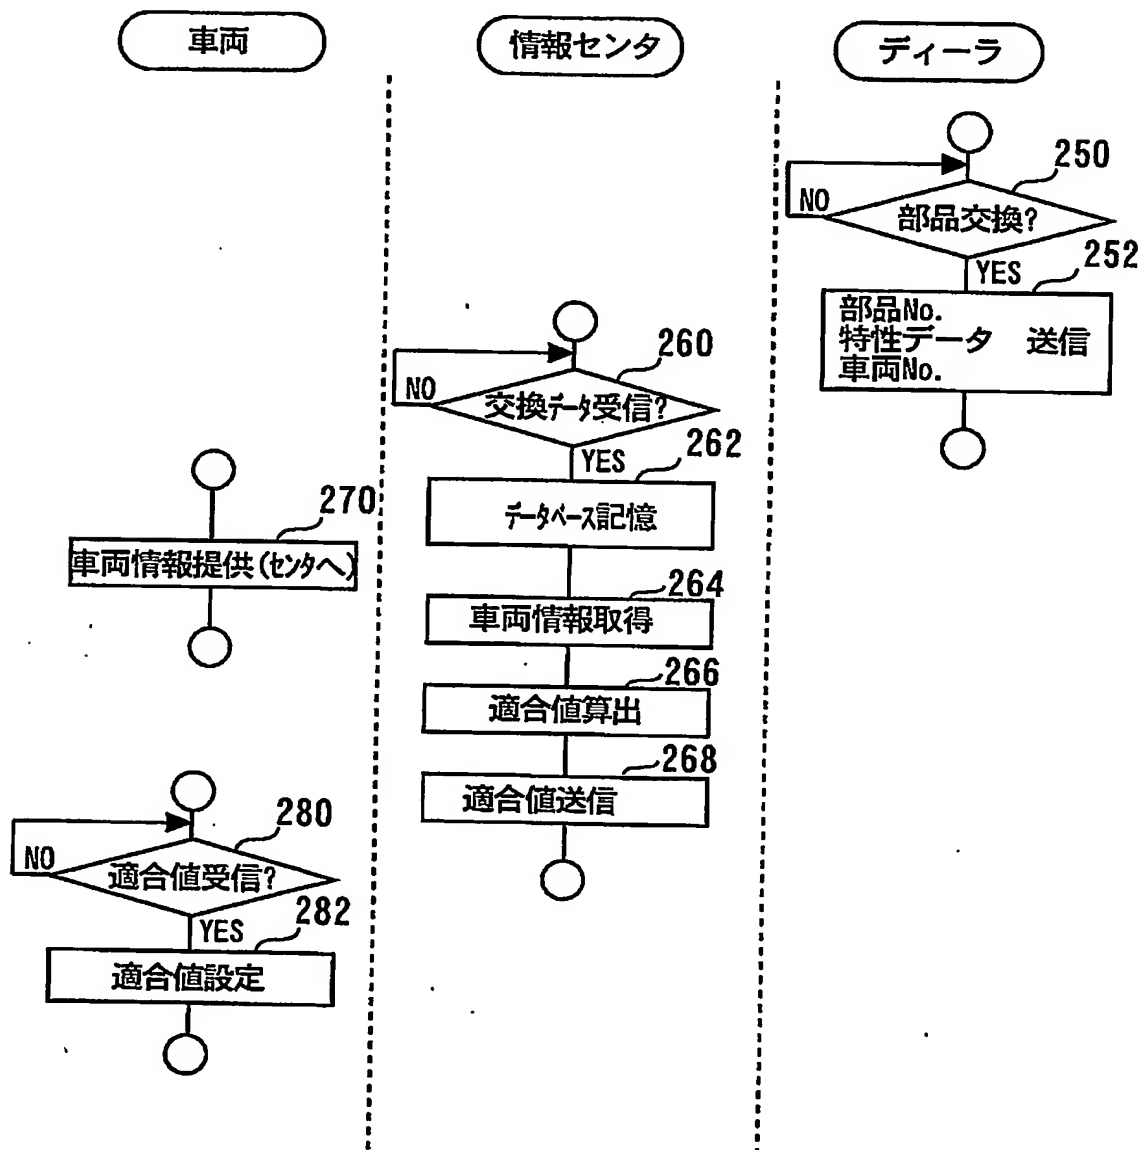 車両
情報センタ
ディーラ
250
NO
部品交換?
YES
252
部品No.
特性データ 送信
車両No.
260
NO
交換データ受信?
YES
262
データベース記憶
264
車両情報取得
266
適合値算出
268
適合値送信
270
車両情報提供(センタへ)
280
NO
適合値受信?
YES
282
適合値設定